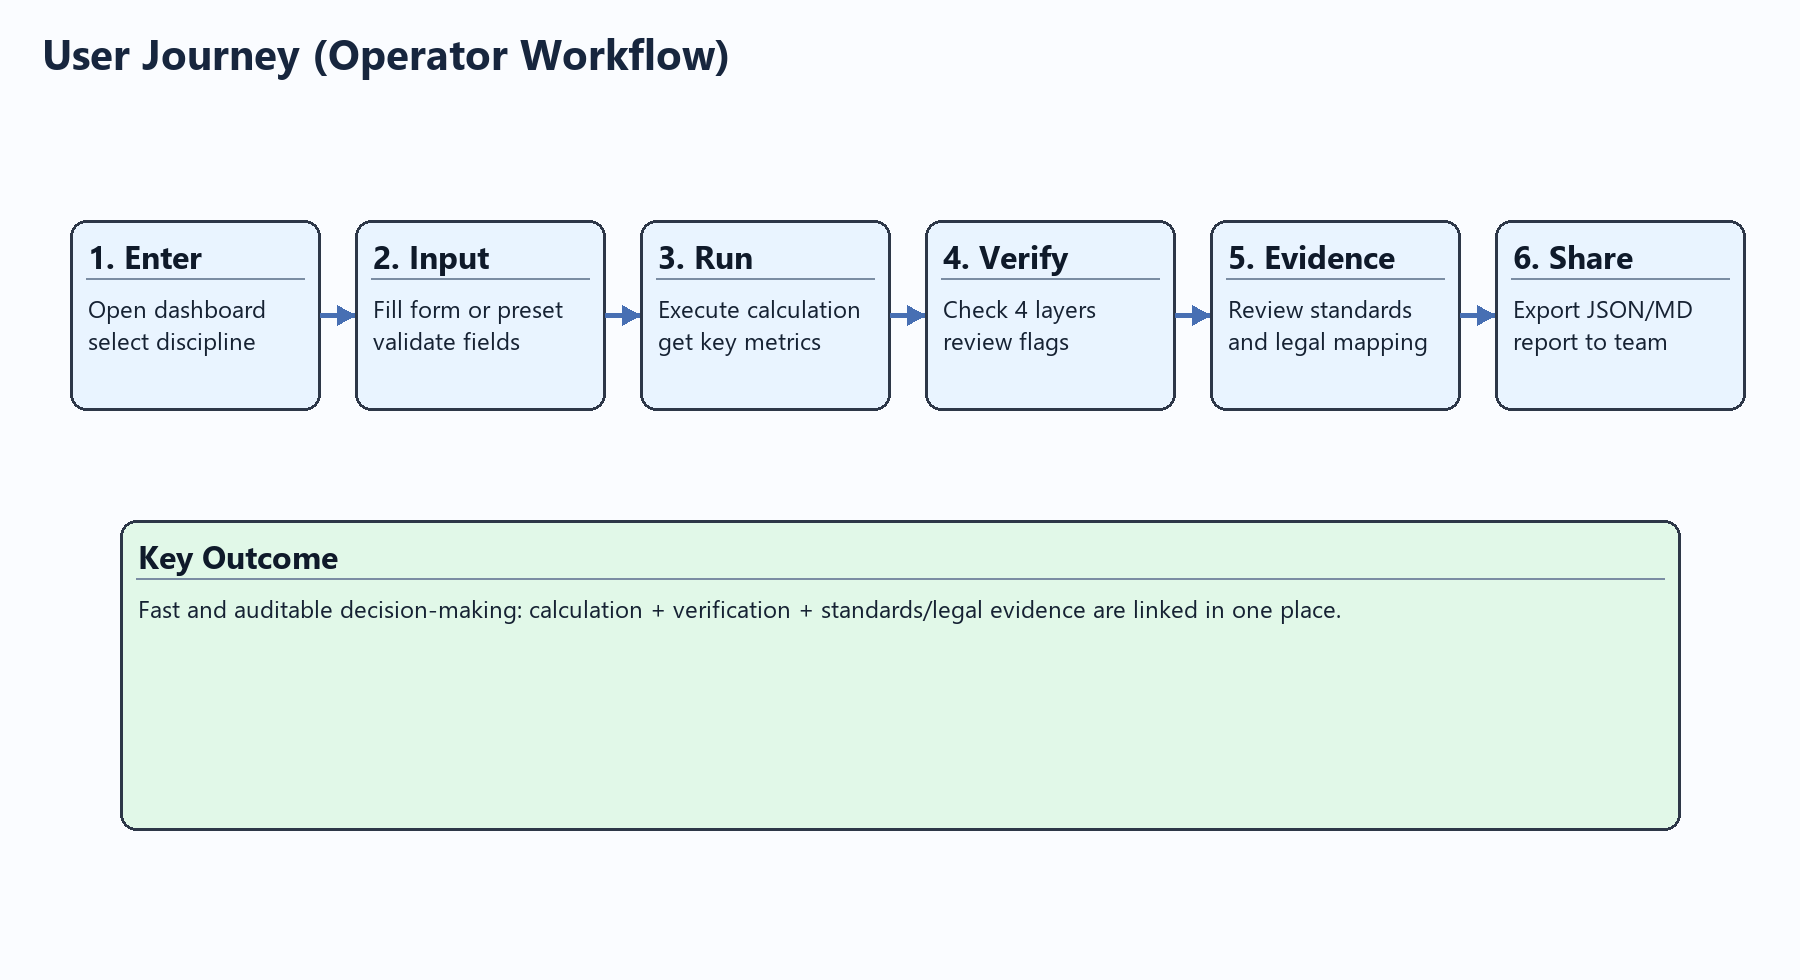 User Journey (Operator Workflow)
1. Enter
Open dashboard
select discipline
2. Input
Fill form or preset
validate fields
3. Run
Execute calculation
get key metrics
4. Verify
Check 4 layers
review flags
5. Evidence
Review standards
and legal mapping
6. Share
Export JSON/MD
report to team
Key Outcome
Fast and auditable decision-making: calculation + verification + standards/legal evidence are linked in one place.